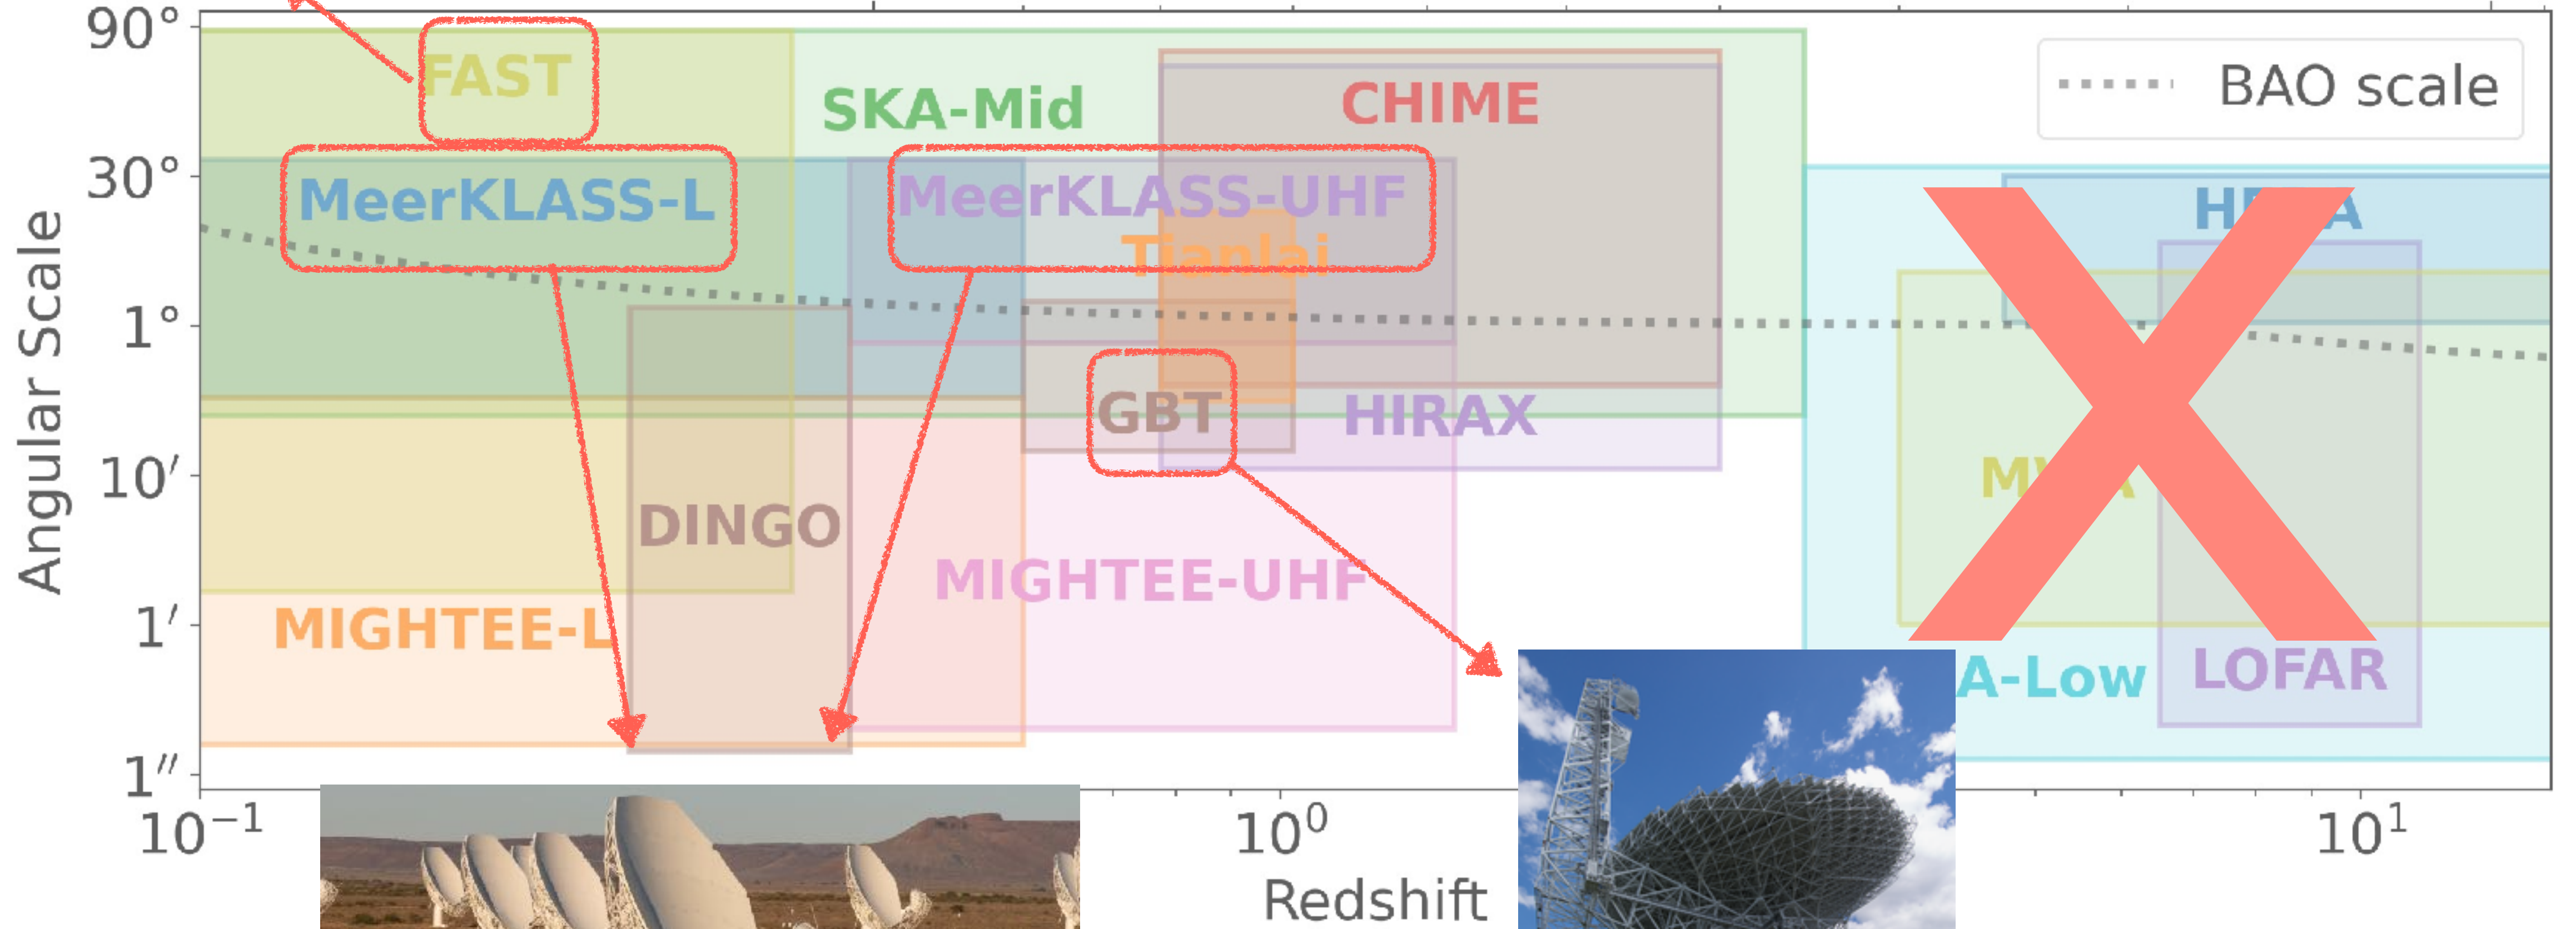 90°
FAST
SKA-Mid
CHIME
BAO scale
30°
MeerKLASS-L
MeerKLASS-UHF
Tianlai
Angular Scale
1°
GBT
HIRAX
10′
DINGO
MIGHTEE-UHF
1′
MIGHTEE-L
A-Low
LOFAR
1″
10⁻¹
10⁰
10¹
Redshift